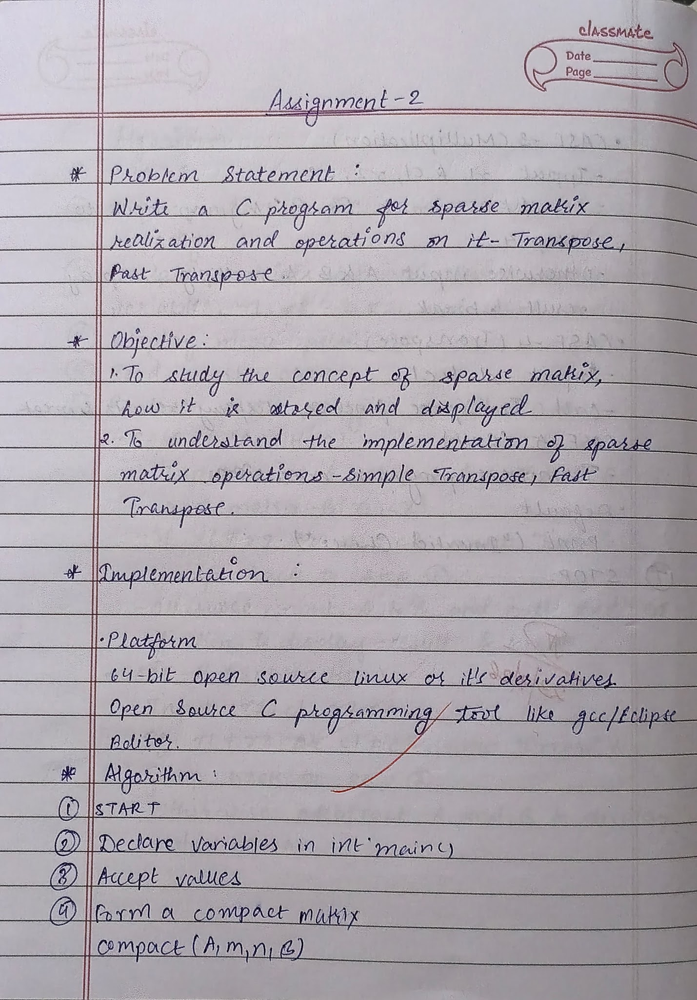 classmate
Date
Page
Assignment-2
* Problem Statement :
Write a C program for sparse matrix
realization and operations on it- Transpose,
Fast Transpose.
* Objective:
1. To study the concept of sparse matrix,
how it is stored and displayed
2. To understand the implementation of sparse
matrix operations - Simple Transpose, Fast
Transpose.
* Implementation :
• Platform
64-bit open source linux or it's derivatives
Open Source C programming tool like gcc/Eclipse
Editor.
* Algorithm :
① START
② Declare variables in int main()
③ Accept values
④ Form a compact matrix
compact (A, m, n, B)